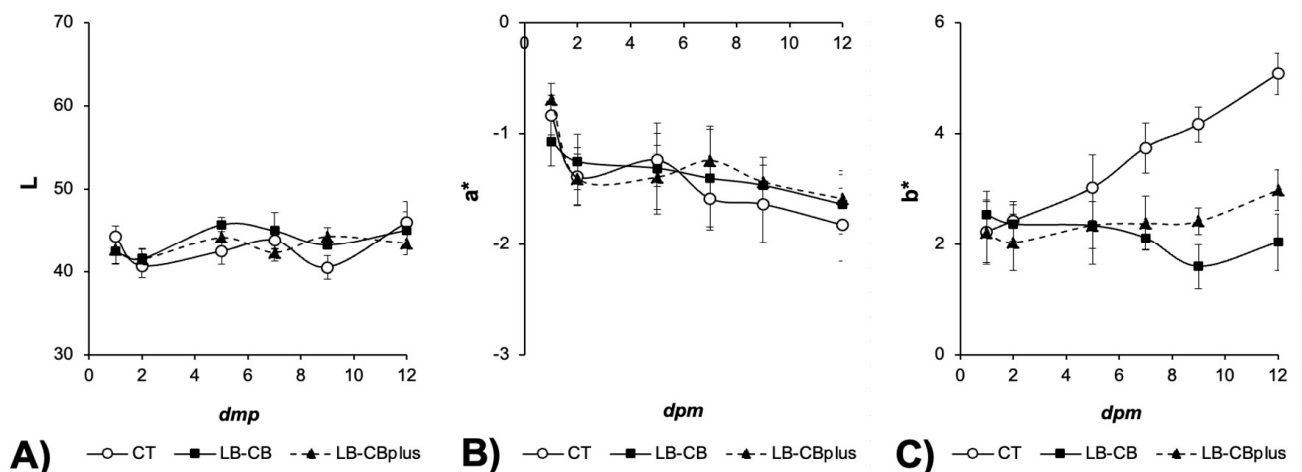 70
60
50
40
30
L
0 2 4 6 8 10 12
dmp
A) CT LB-CB LB-CBplus
0
-1
-2
-3
a*
0 2 4 6 8 10 12
dpm
B) CT LB-CB LB-CBplus
6
4
2
0
b*
0 2 4 6 8 10 12
dpm
C) CT LB-CB LB-CBplus